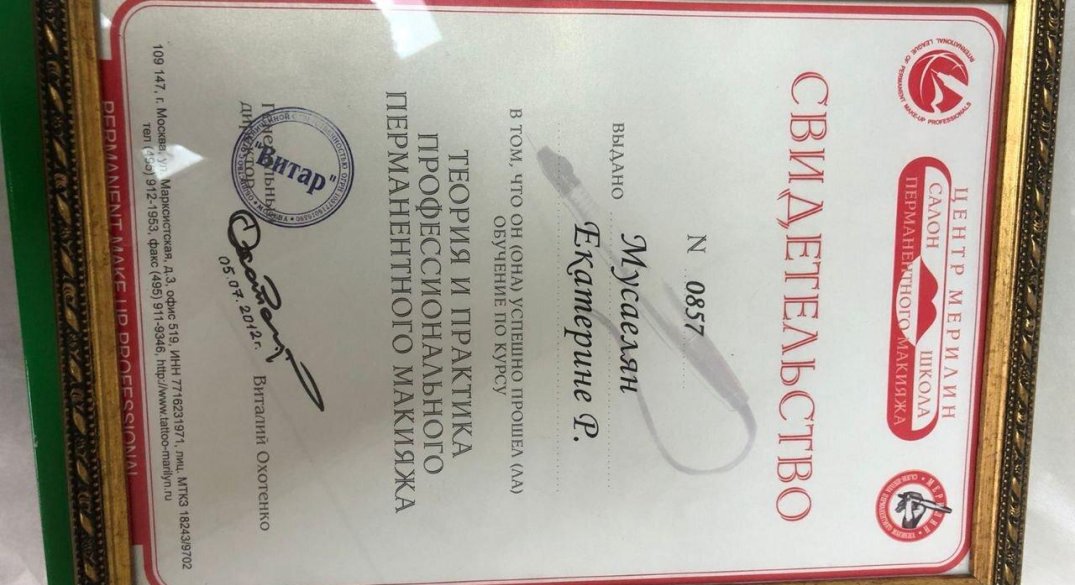 INTERNATIONAL LEAGUE OF PERMANENT MAKE-UP PROFESSIONALS
ЦЕНТР МЕРИЛИН
САЛОН ШКОЛА
ПЕРМАНЕНТНОГО МАКИЯЖА
МЕРИЛИН
СВИДЕТЕЛЬСТВО
N 0857
ВЫДАНО Мусаелян
Екатерине Р.
В ТОМ, ЧТО ОН (ОНА) УСПЕШНО ПРОШЕЛ (ЛА)
ОБУЧЕНИЕ ПО КУРСУ
ТЕОРИЯ И ПРАКТИКА
ПРОФЕССИОНАЛЬНОГО
ПЕРМАНЕНТНОГО МАКИЯЖА
"Витар"
Генеральный
директор
Виталий Охотенко
05.07.2012г.
109 147, г. Москва, ул. Марксистская, д.3, офис 519, ИНН 7716231971, лиц. МТКЗ 18243/9702
тел (495) 912-1953, факс (495) 911-9346, http://www.tattoo-marilyn.ru
PERMANENT MAKE UP PROFESSIONAL